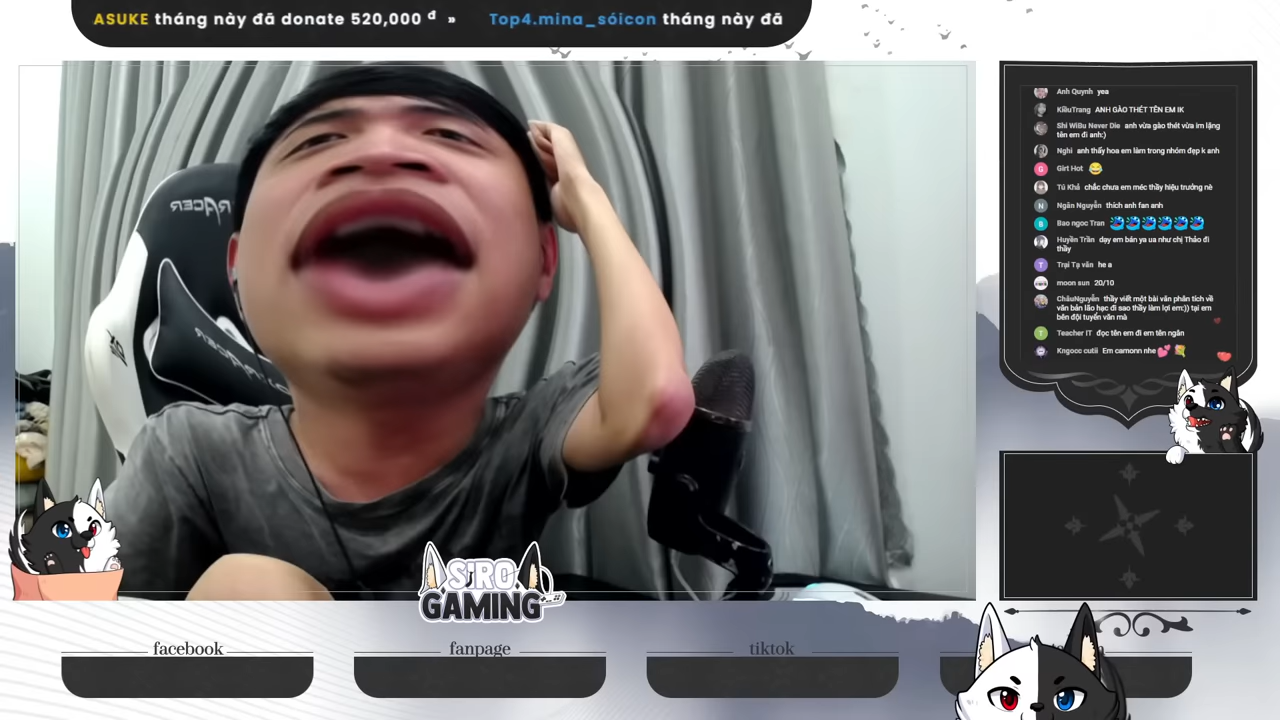 ASUKE tháng này đã donate 520,000 đ » Top4.mina_sóicon tháng này đã
Anh Quynh yea
KiềuTrang ANH GÀO THÉT TÊN EM IK
Shi WiBu Never Die anh vừa gào thét vừa im lặng
tên em đi anh:)
Nghi anh thấy hoa em làm trong nhóm đẹp k anh
Girt Hot 😂
Tú Khả chắc chưa em méc thầy hiệu trưởng nè
Ngân Nguyễn thích anh fan anh
Bao ngoc Tran
Huyền Trần dạy em bán ya ua như chị Thảo đi
thầy
Trại Tạ văn he a
moon sun 20/10
ChâuNguyễn thầy viết một bài văn phân tích về
văn bản lão hạc đi sao thầy làm lợi em:)) tại em
bên đội tuyển văn mà
Teacher IT đọc tên em đi em tên ngân
Kngocc cutii Em camonn nhe💕💐
RACER
SIRO
GAMING
facebook
fanpage
tiktok